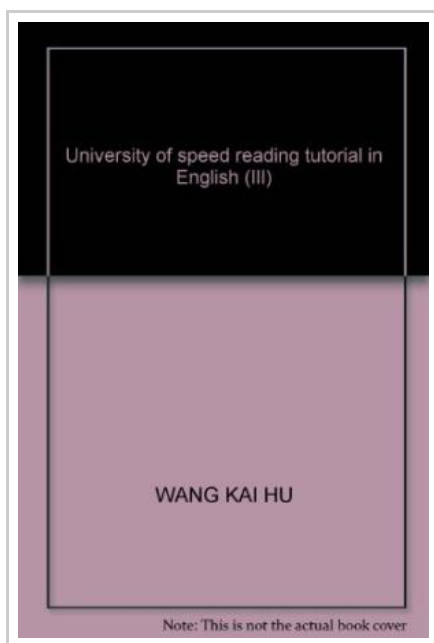 University of speed reading tutorial in
English (III)
WANG KAI HU
Note: This is not the actual book cover